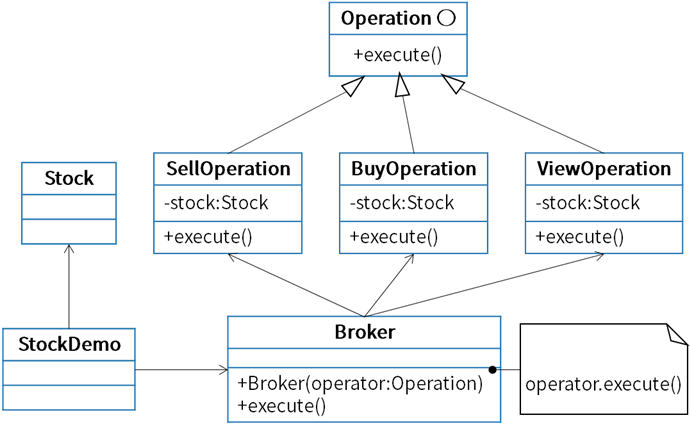 Operation
+execute()
SellOperation
-stock:Stock
+execute()
BuyOperation
-stock:Stock
+execute()
ViewOperation
-stock:Stock
+execute()
Stock
StockDemo
Broker
+Broker(operator:Operation)
+execute()
operator.execute()